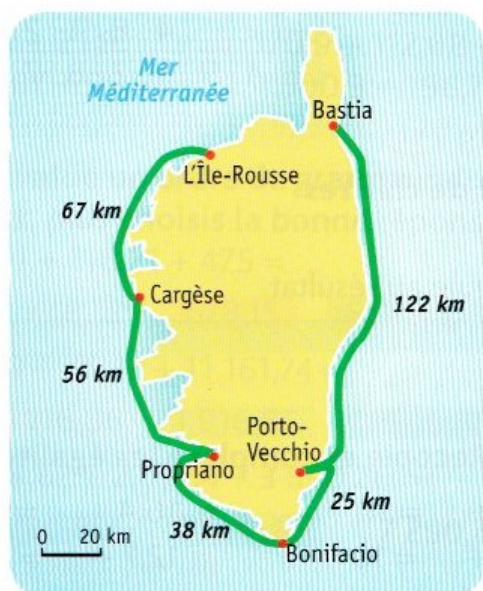 Mer
Méditerranée
Bastia
L'Île-Rousse
67 km
Cargèse
122 km
56 km
Porto-
Vecchio
Propriano
25 km
38 km
Bonifacio
0 20 km